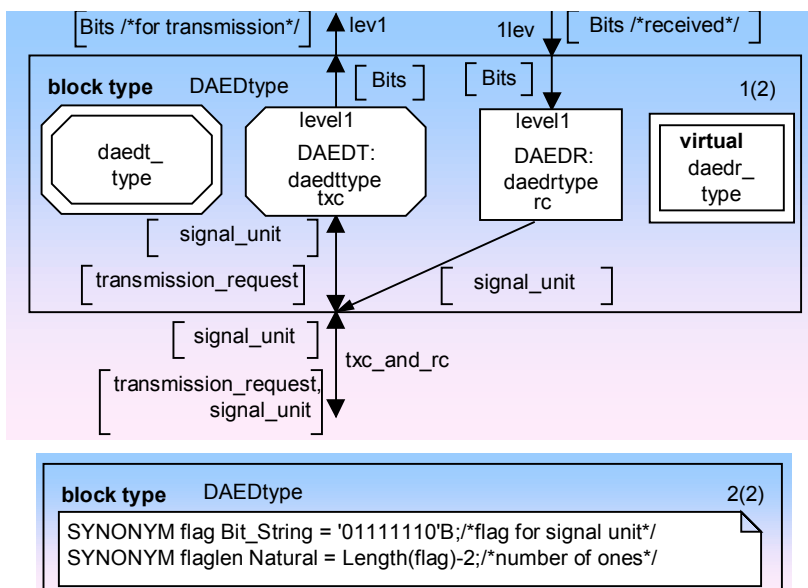 [Bits /*for transmission*/]
lev1
1lev
[Bits /*received*/]
block type DAEDtype
[Bits]
[Bits]
1(2)
daedt_
type
level1
DAEDT:
daedttype
txc
level1
DAEDR:
daedrtype
rc
virtual
daedr_
type
[signal_unit]
[transmission_request]
[signal_unit]
[signal_unit]
txc_and_rc
[transmission_request,
signal_unit]
block type DAEDtype 2(2)
SYNONYM flag Bit_String = '01111110'B;/*flag for signal unit*/
SYNONYM flaglen Natural = Length(flag)-2;/*number of ones*/